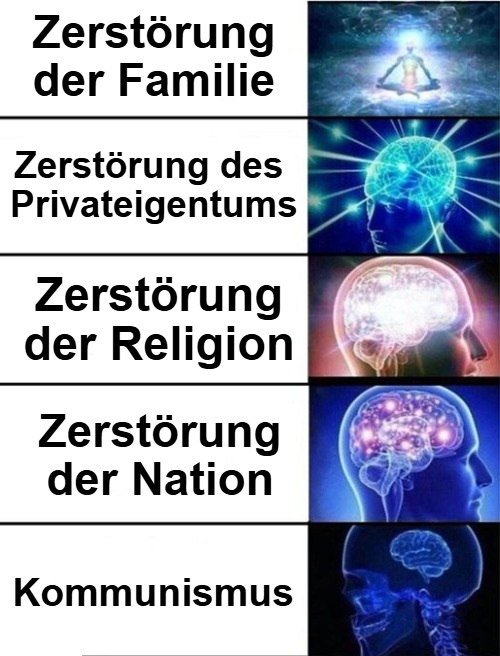 Zerstörung
der Familie
Zerstörung des
Privateigentums
Zerstörung
der Religion
Zerstörung
der Nation
Kommunismus